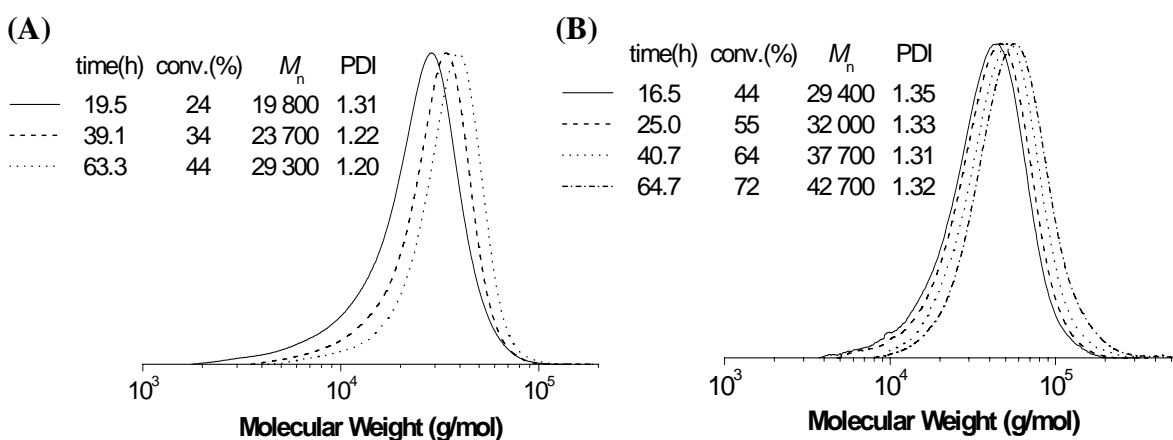 (A)
time(h) conv.(%) Mn PDI
19.5 24 19 800 1.31
39.1 34 23 700 1.22
63.3 44 29 300 1.20
10^3 10^4 10^5
Molecular Weight (g/mol)
(B)
time(h) conv.(%) Mn PDI
16.5 44 29 400 1.35
25.0 55 32 000 1.33
40.7 64 37 700 1.31
64.7 72 42 700 1.32
10^3 10^4 10^5
Molecular Weight (g/mol)